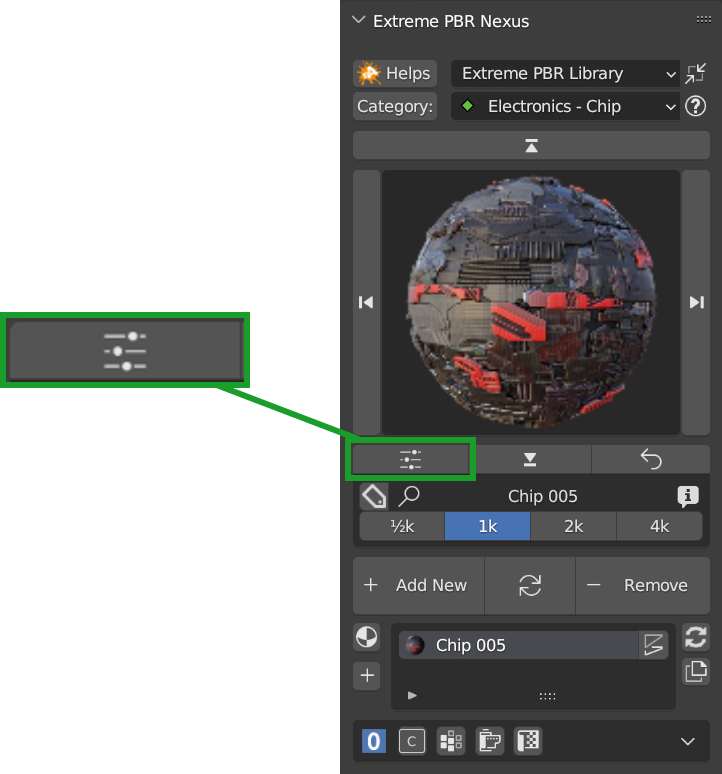 Extreme PBR Nexus
Helps
Extreme PBR Library
Category:
Electronics - Chip
Chip 005
½k 1k 2k 4k
+ Add New
− Remove
Chip 005
+
0 C